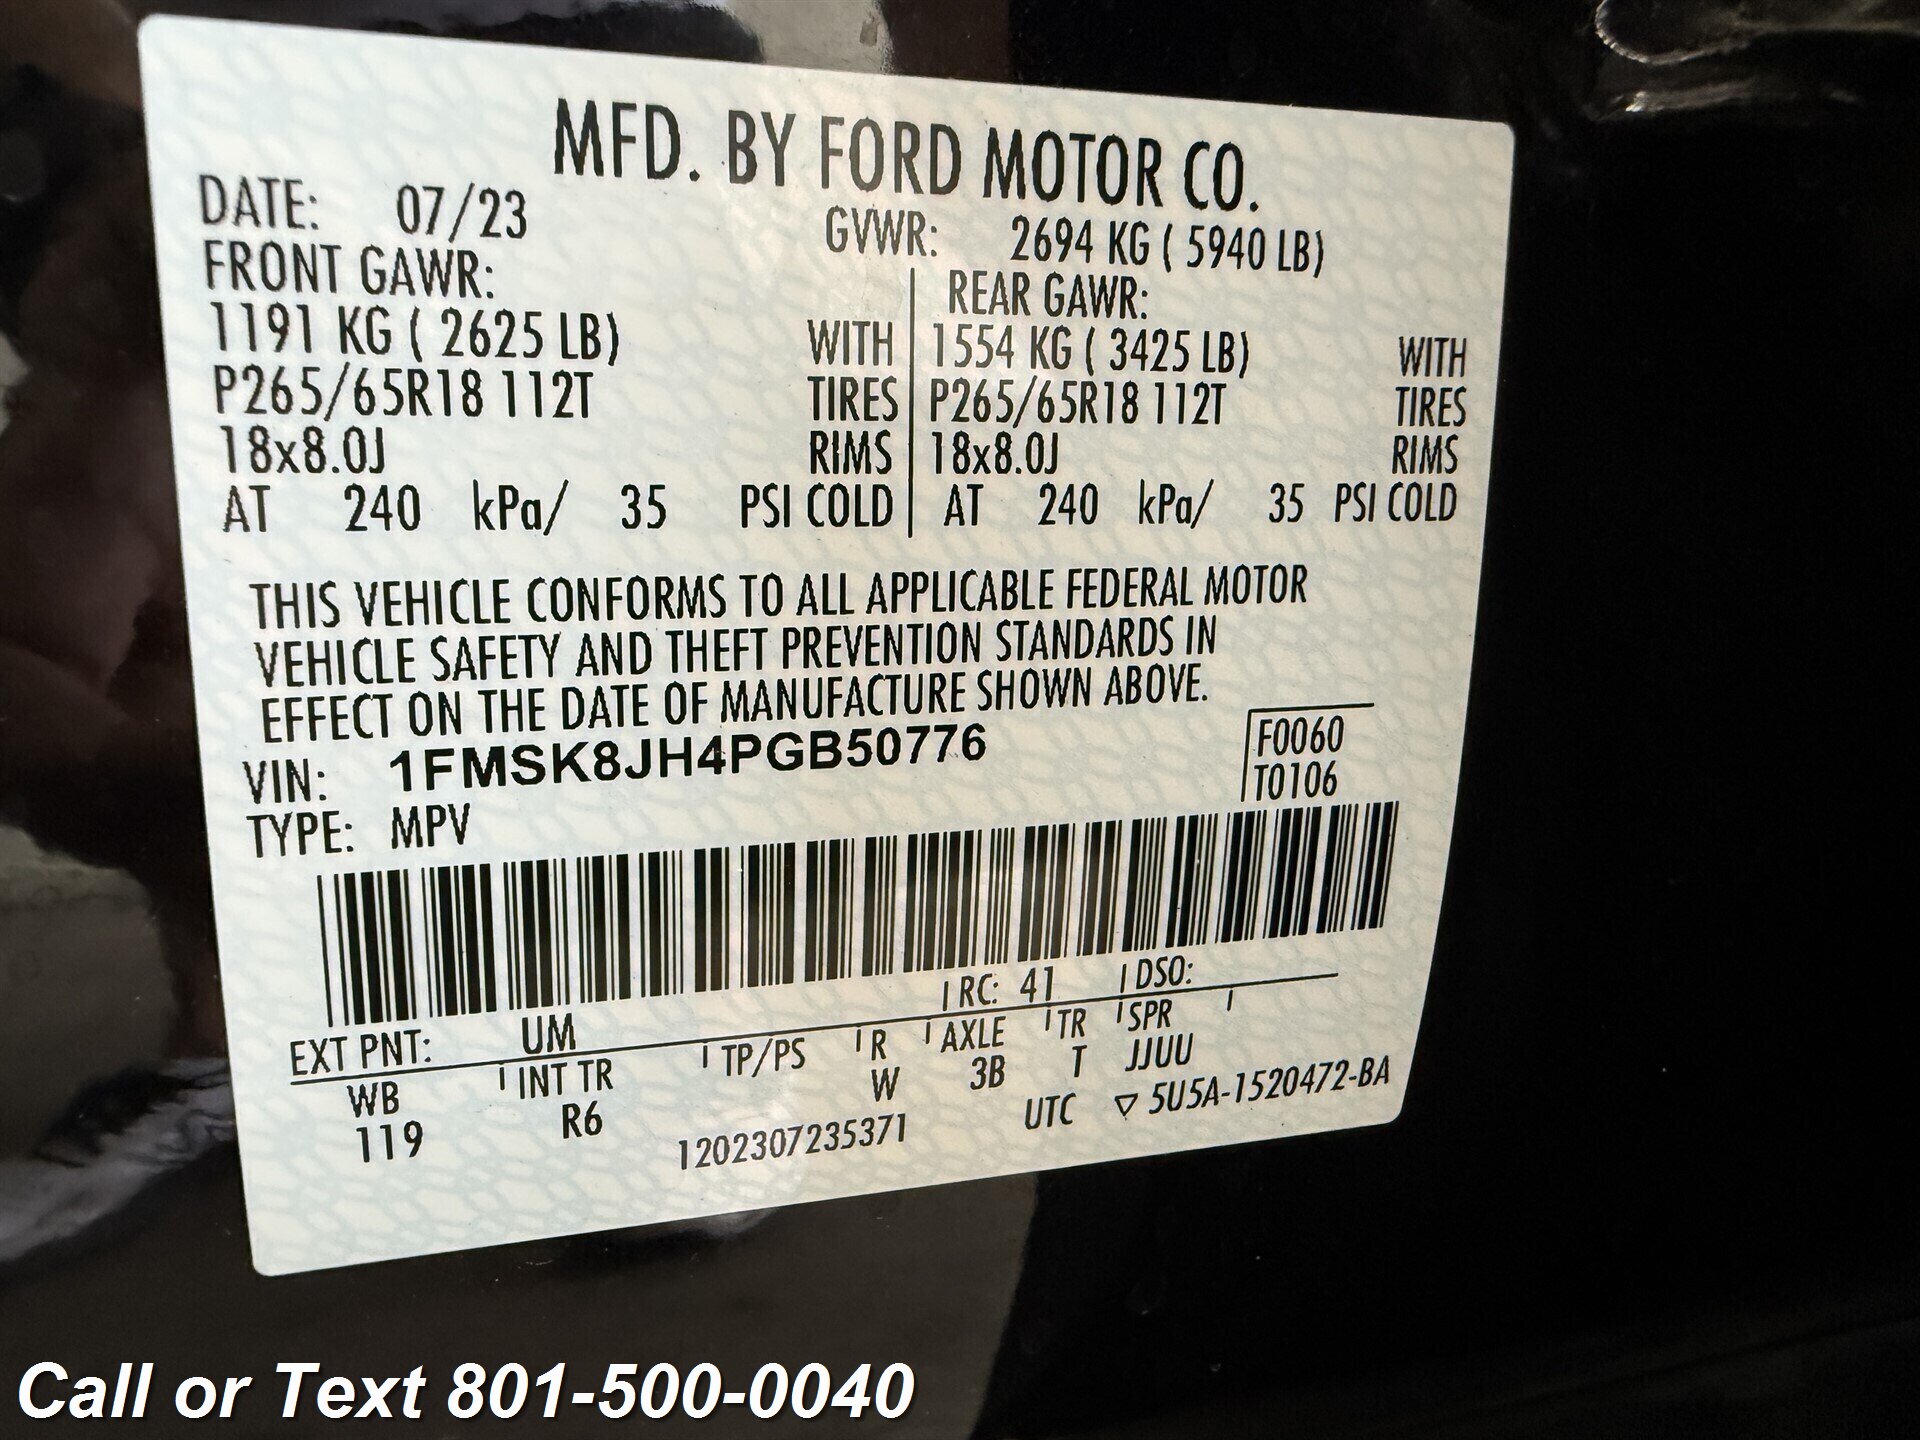 MFD. BY FORD MOTOR CO.
DATE: 07/23 GVWR: 2694 KG ( 5940 LB)
FRONT GAWR: REAR GAWR:
1191 KG ( 2625 LB) WITH 1554 KG ( 3425 LB) WITH
P265/65R18 112T TIRES P265/65R18 112T TIRES
18x8.0J RIMS 18x8.0J RIMS
AT 240 kPa/ 35 PSI COLD AT 240 kPa/ 35 PSI COLD
THIS VEHICLE CONFORMS TO ALL APPLICABLE FEDERAL MOTOR
VEHICLE SAFETY AND THEFT PREVENTION STANDARDS IN
EFFECT ON THE DATE OF MANUFACTURE SHOWN ABOVE.
VIN: 1FMSK8JH4PGB50776 F0060
TYPE: MPV T0106
EXT PNT: UM RC: 41 DSO:
WB INT TR TP/PS R AXLE TR SPR
119 R6 W 3B T JJUU
1202307235371 UTC ▽ 5U5A-1520472-BA
Call or Text 801-500-0040